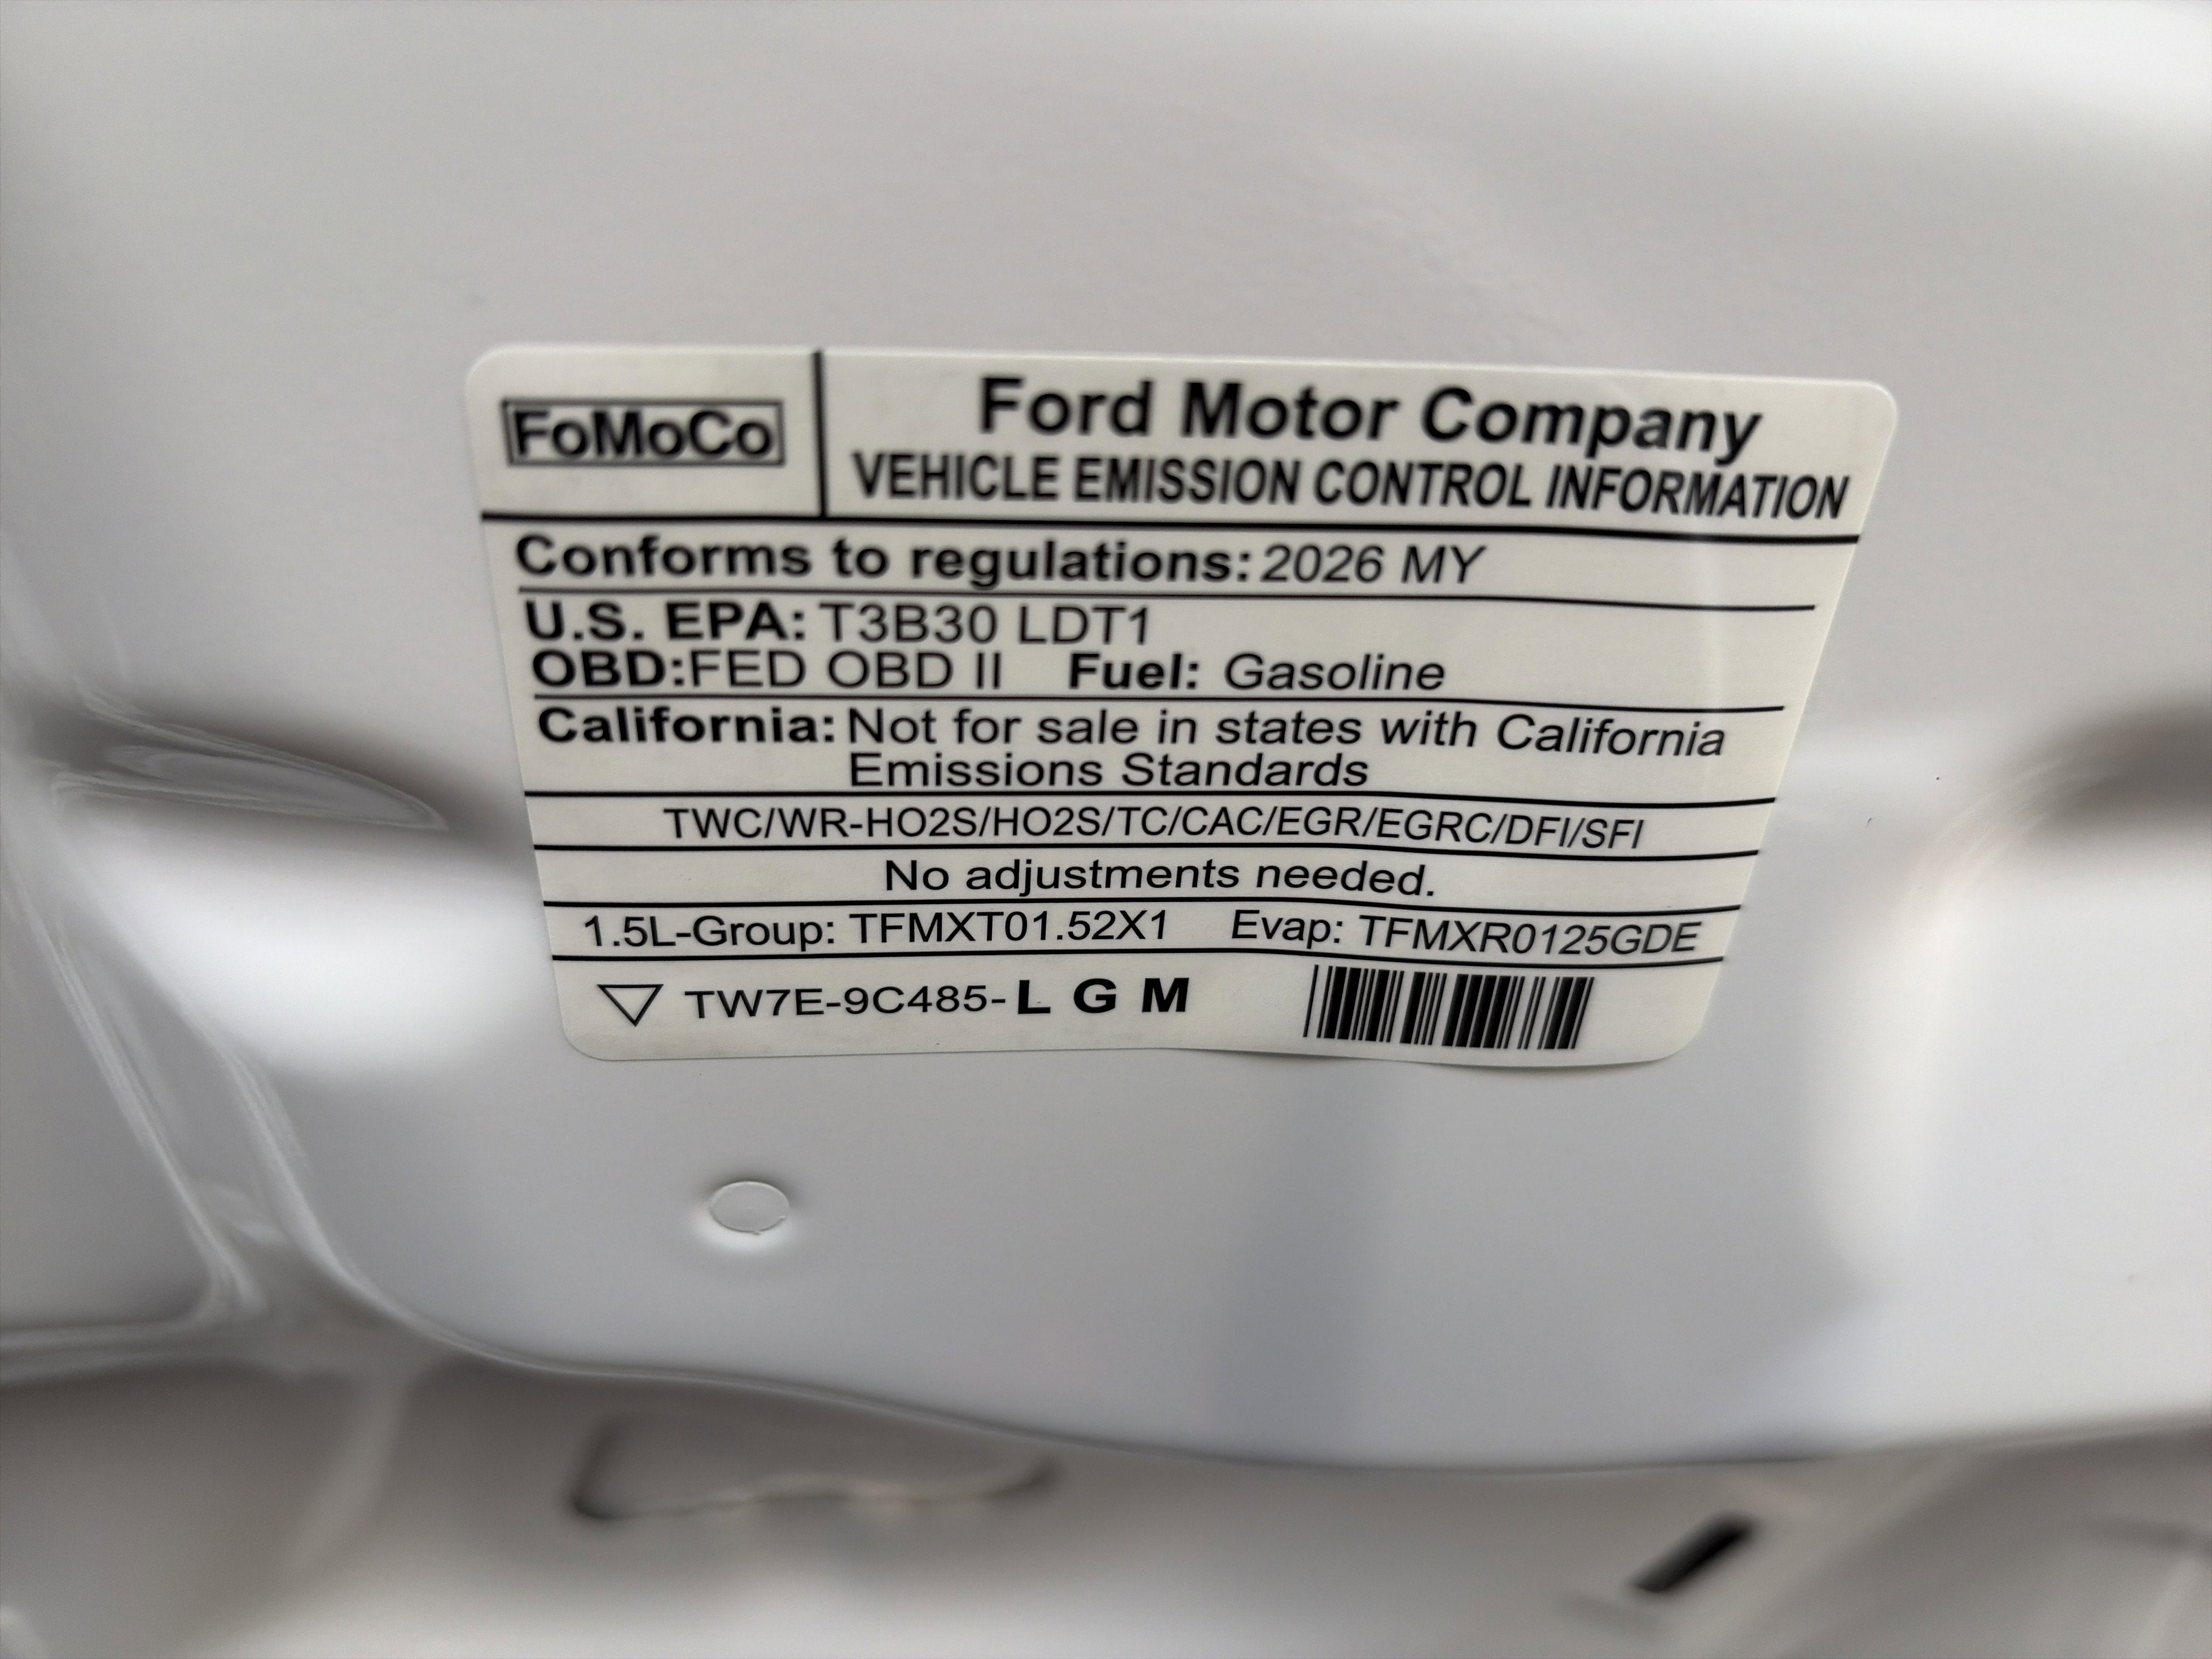 FoMoCo
Ford Motor Company
VEHICLE EMISSION CONTROL INFORMATION
Conforms to regulations: 2026 MY
U.S. EPA: T3B30 LDT1
OBD:FED OBD II Fuel: Gasoline
California: Not for sale in states with California
Emissions Standards
TWC/WR-HO2S/HO2S/TC/CAC/EGR/EGRC/DFI/SFI
No adjustments needed.
1.5L-Group: TFMXT01.52X1 Evap: TFMXR0125GDE
TW7E-9C485-L G M